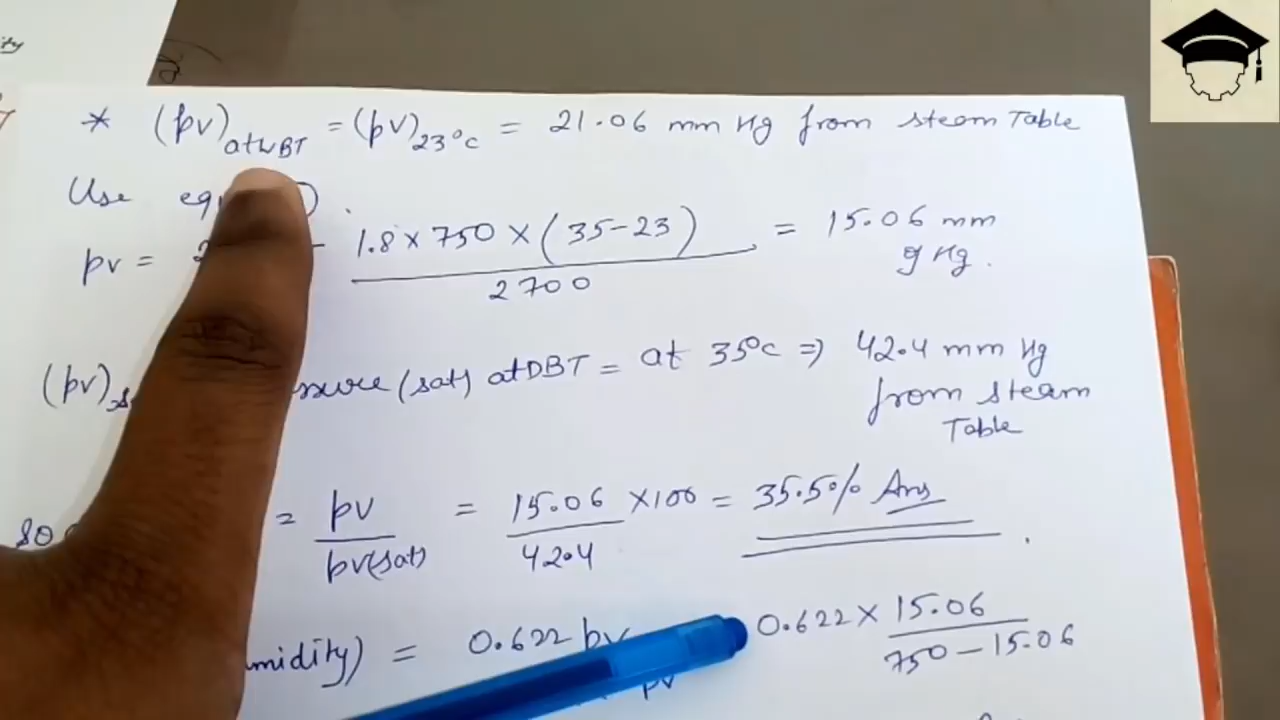 * (pv)at WBT = (pv)23°c = 21.06 mm Hg from steam Table
Use
pv = 1.8 × 750 × (35-23) / 2700 = 15.06 mm of Hg.
(pv) (sat) at DBT = at 35°c ⇒ 42.4 mm Hg
from steam
Table
= pv / pv(sat) = 15.06 / 42.4 × 100 = 35.5% Ans
= 0.622 pv 0.622 × 15.06 / 750 - 15.06